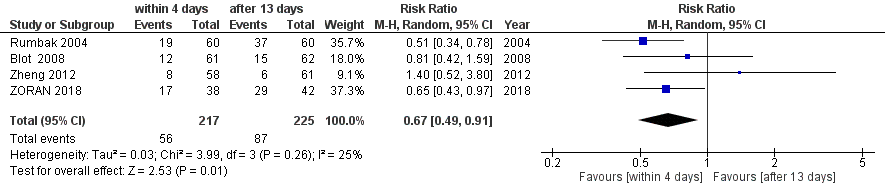 within 4 days after 13 days Risk Ratio Risk Ratio
Study or Subgroup Events Total Events Total Weight M-H, Random, 95% CI Year M-H, Random, 95% CI
Rumbak 2004 19 60 37 60 35.7% 0.51 [0.34, 0.78] 2004
Blot 2008 12 61 15 62 18.0% 0.81 [0.42, 1.59] 2008
Zheng 2012 8 58 6 61 9.1% 1.40 [0.52, 3.80] 2012
ZORAN 2018 17 38 29 42 37.3% 0.65 [0.43, 0.97] 2018
Total (95% CI) 217 225 100.0% 0.67 [0.49, 0.91]
Total events 56 87
Heterogeneity: Tau² = 0.03; Chi² = 3.99, df = 3 (P = 0.26); I² = 25%
Test for overall effect: Z = 2.53 (P = 0.01)
0.2 0.5 1 2 5
Favours [within 4 days] Favours [after 13 days]